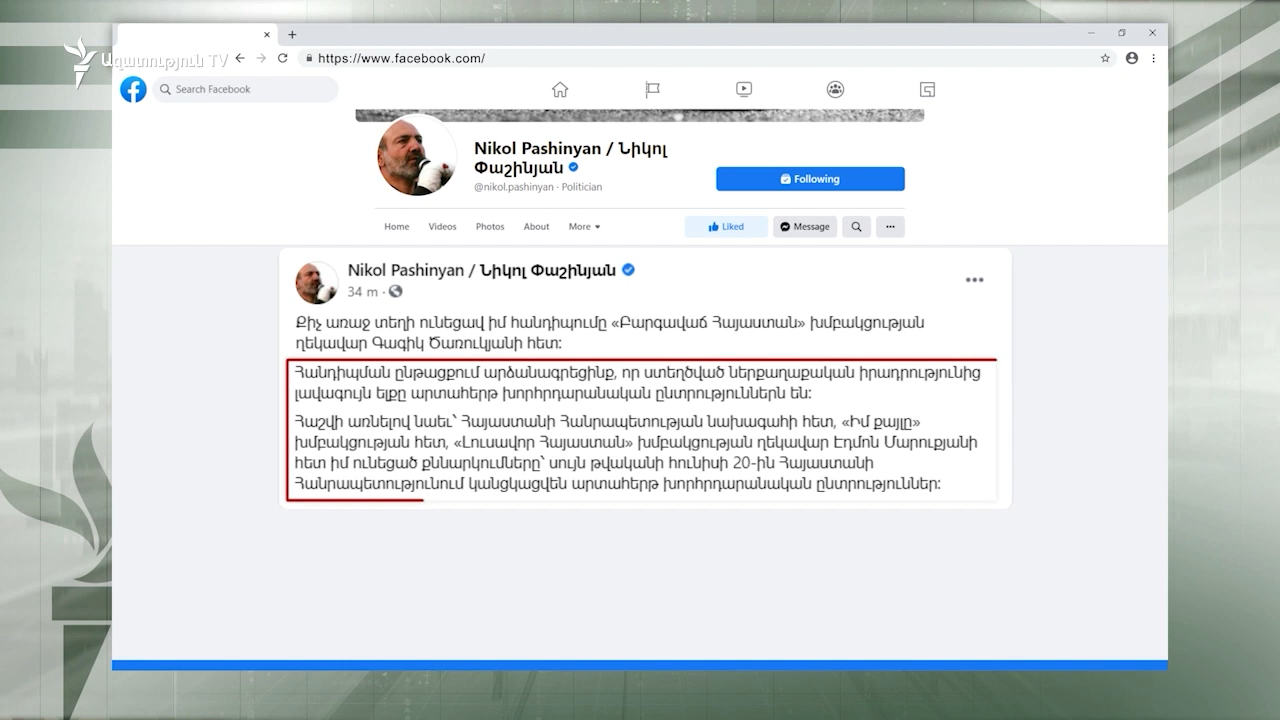 Ազատություն TV
https://www.facebook.com/
Search Facebook
Nikol Pashinyan / Նիկոլ
Փաշինյան
@nikol.pashinyan · Politician
Following
Home Videos Photos About More
Liked Message
Nikol Pashinyan / Նիկոլ Փաշինյան
34 m ·
Քիչ առաջ տեղի ունեցավ իմ հանդիպումը «Բարգավաճ Հայաստան» խմբակցության
ղեկավար Գագիկ Ծառուկյանի հետ:
Հանդիպման ընթացքում արձանագրեցինք, որ ստեղծված ներքաղաքական իրադրությունից
լավագույն ելքը արտահերթ խորհրդարանական ընտրություններն են:
Հաշվի առնելով նաեւ՝ Հայաստանի Հանրապետության նախագահի հետ, «Իմ քայլը»
խմբակցության հետ, «Լուսավոր Հայաստան» խմբակցության ղեկավար Էդմոն Մարուքյանի
հետ իմ ունեցած քննարկումները՝ սույն թվականի հունիսի 20-ին Հայաստանի
Հանրապետությունում կանցկացվեն արտահերթ խորհրդարանական ընտրություններ: